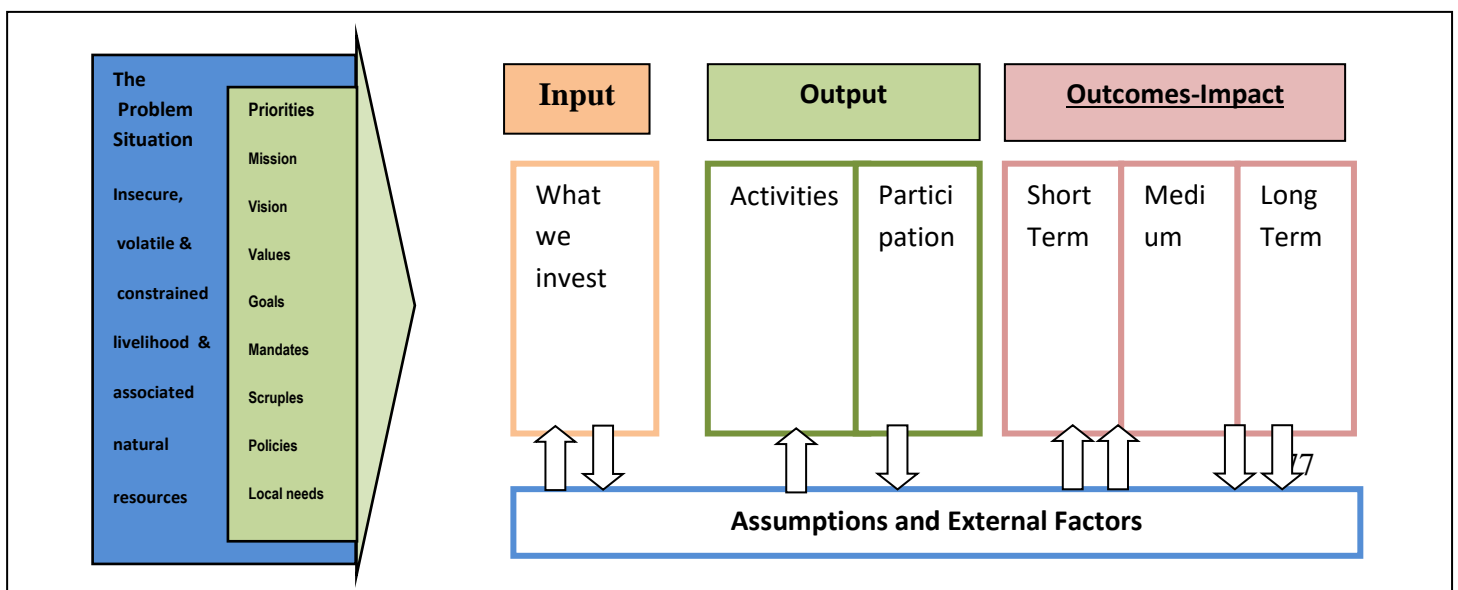 The
Problem
Situation
Insecure,
volatile &
constrained
livelihood &
associated
natural
resources
Priorities
Mission
Vision
Values
Goals
Mandates
Scruples
Policies
Local needs
Input
Output
Outcomes-Impact
What
we
invest
Activities
Partici
pation
Short
Term
Medi
um
Long
Term
77
Assumptions and External Factors